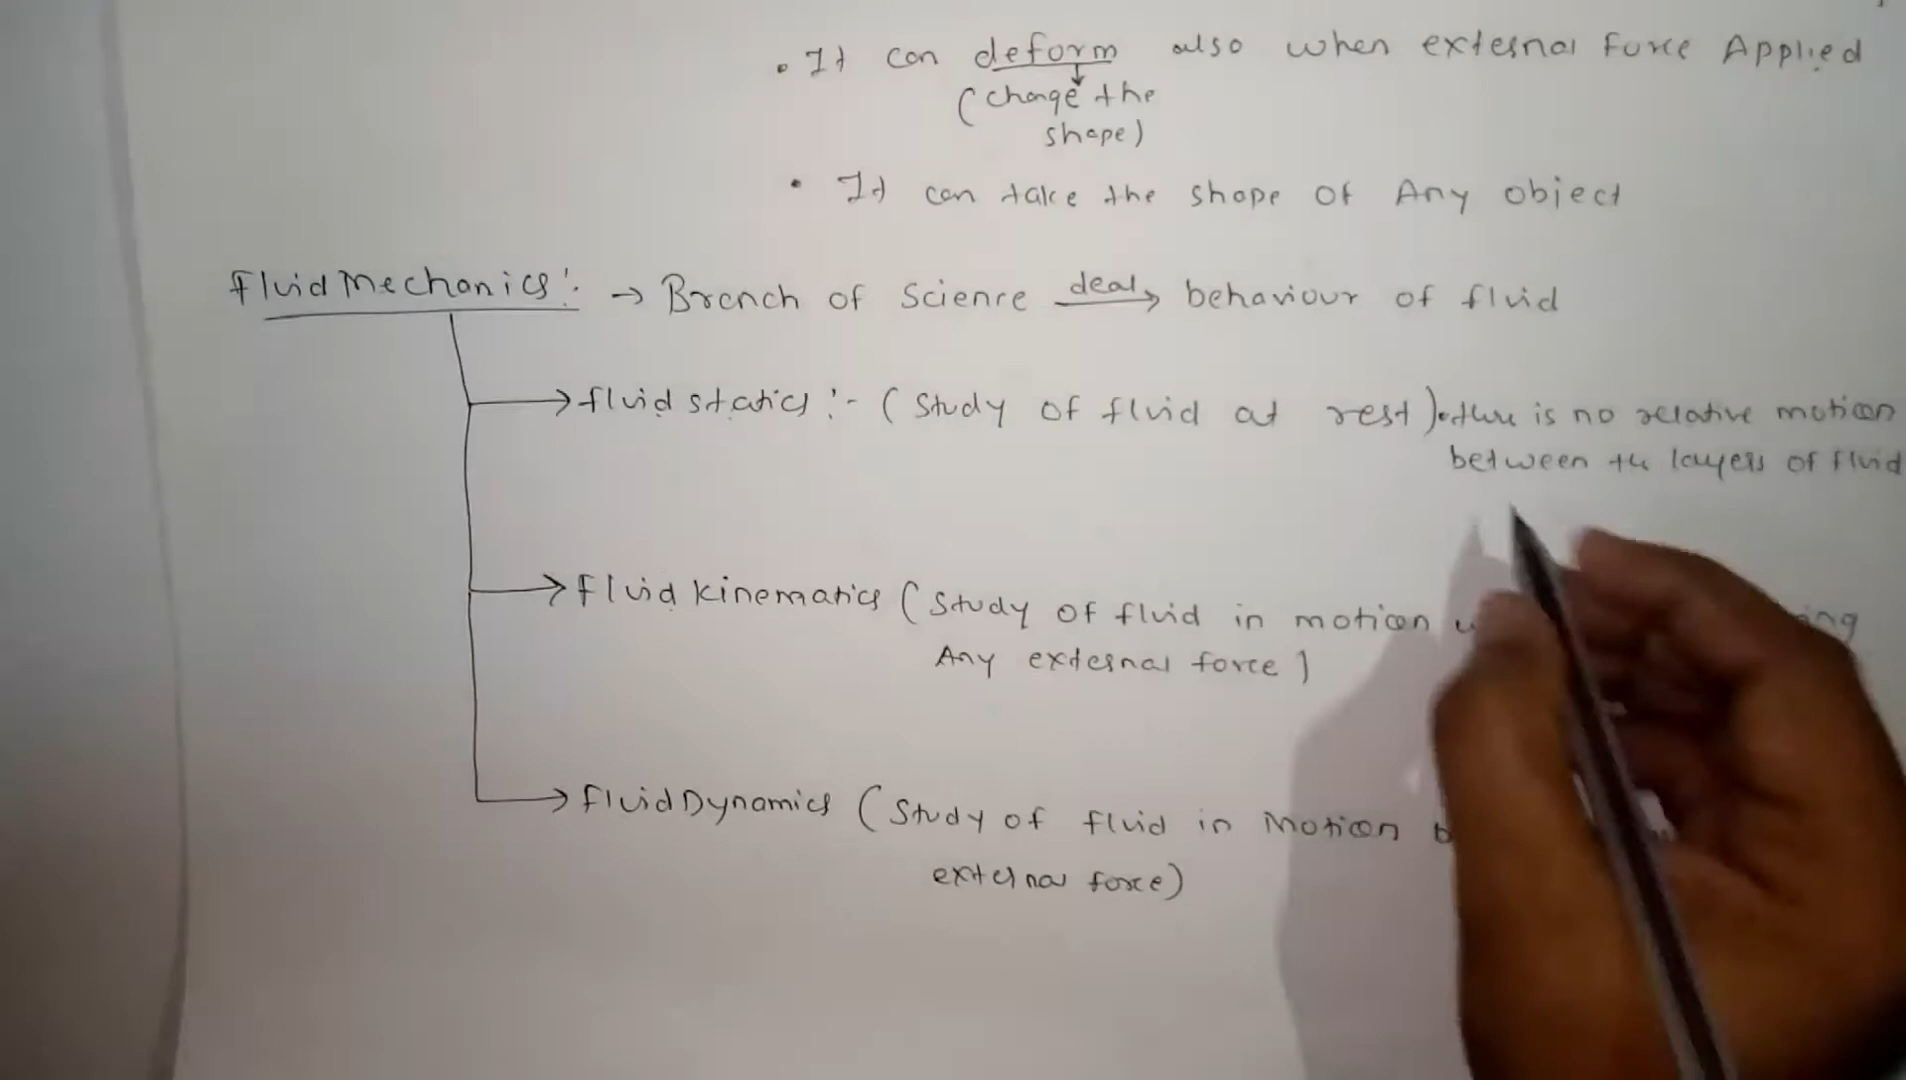 • It can deform also when external Force Applied
(change the
shape)
• It can take the shape of Any object
fluid Mechanics :- → Branch of Science deal → behaviour of fluid
→ fluid statics :- ( Study of fluid at rest ) • there is no relative motion
between the layers of fluid
→ fluid kinematics ( Study of fluid in motion
Any external force )
→ fluid Dynamics ( Study of fluid in Motion
external force )